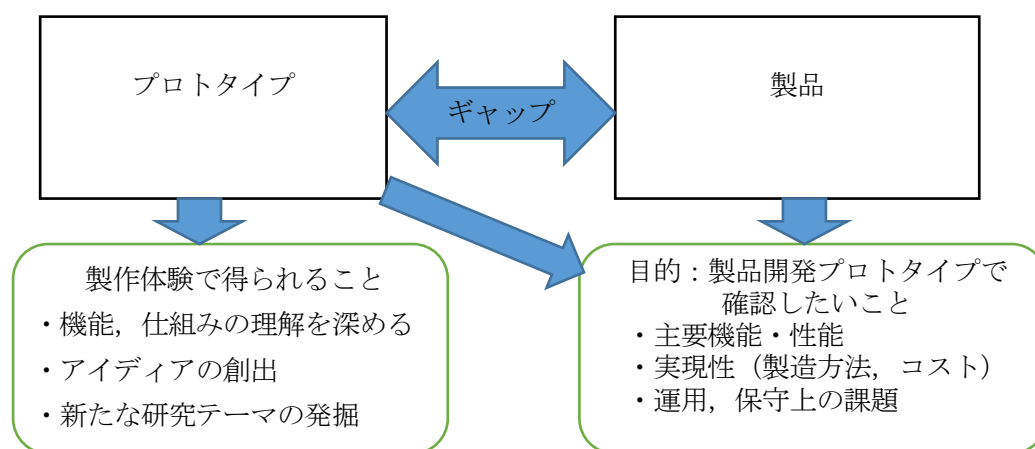 プロトタイプ
ギャップ
製品
製作体験で得られること
・機能，仕組みの理解を深める
・アイディアの創出
・新たな研究テーマの発掘
目的：製品開発プロトタイプで
確認したいこと
・主要機能・性能
・実現性（製造方法，コスト）
・運用，保守上の課題